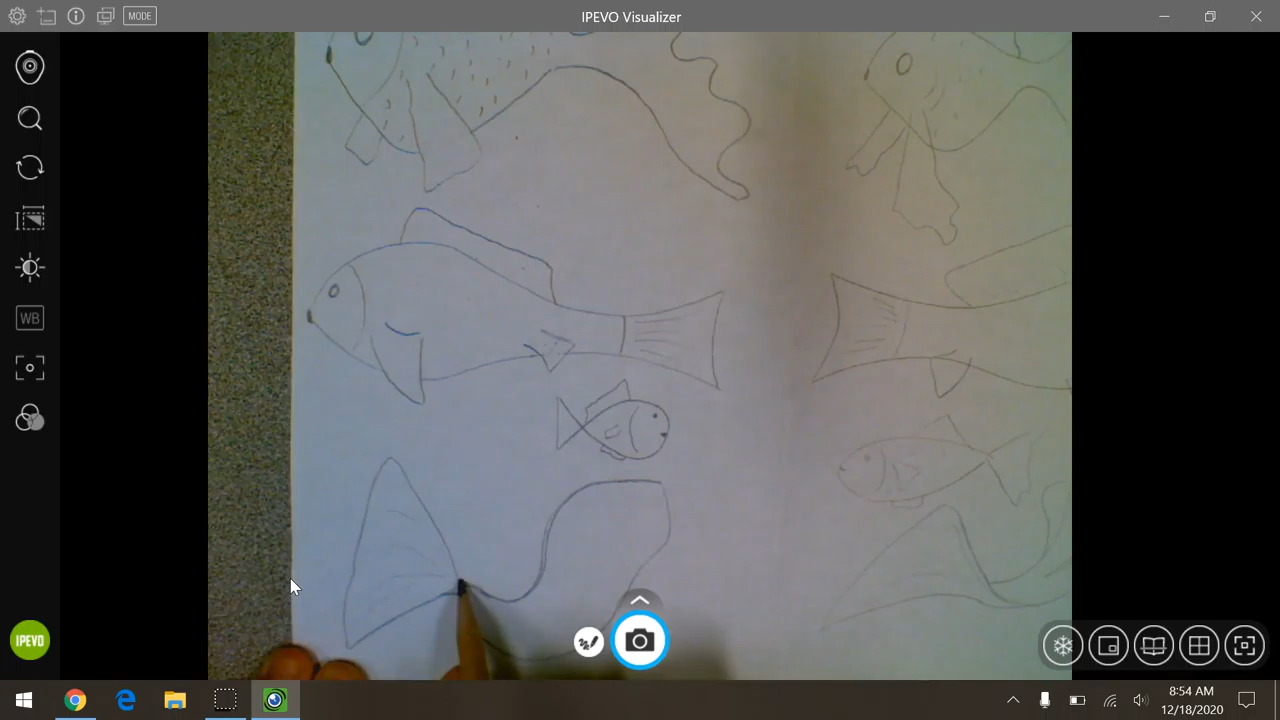 MODE
IPEVO Visualizer
WB
IPEVO
8:54 AM
12/18/2020